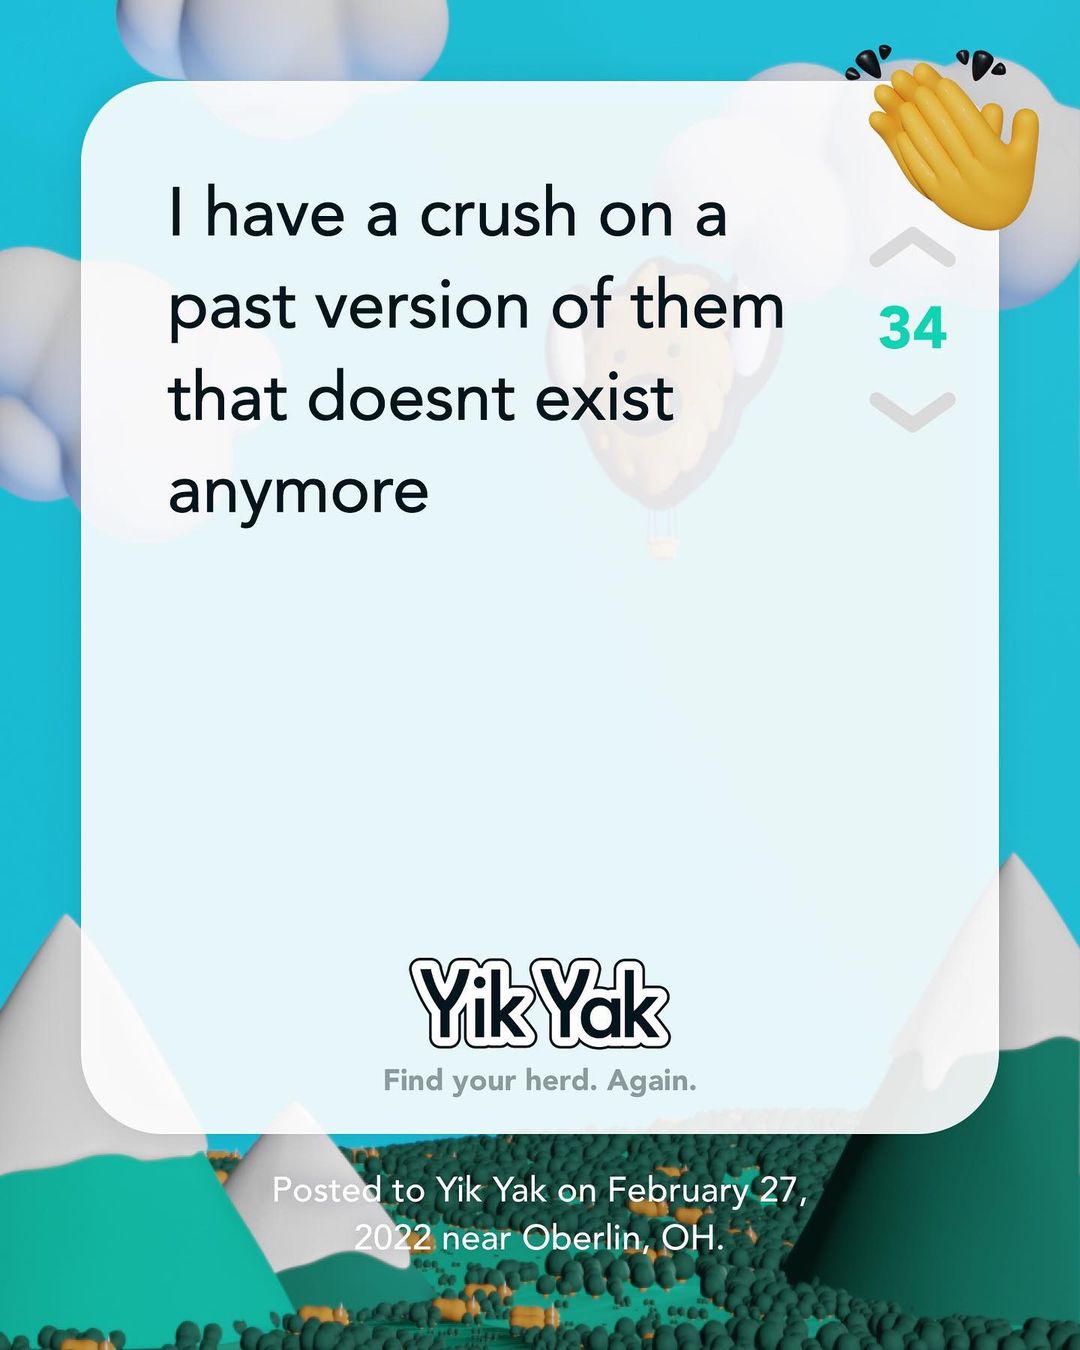 I have a crush on a
past version of them
that doesnt exist
anymore
34
Yik Yak
Find your herd. Again.
Posted to Yik Yak on February 27,
2022 near Oberlin, OH.